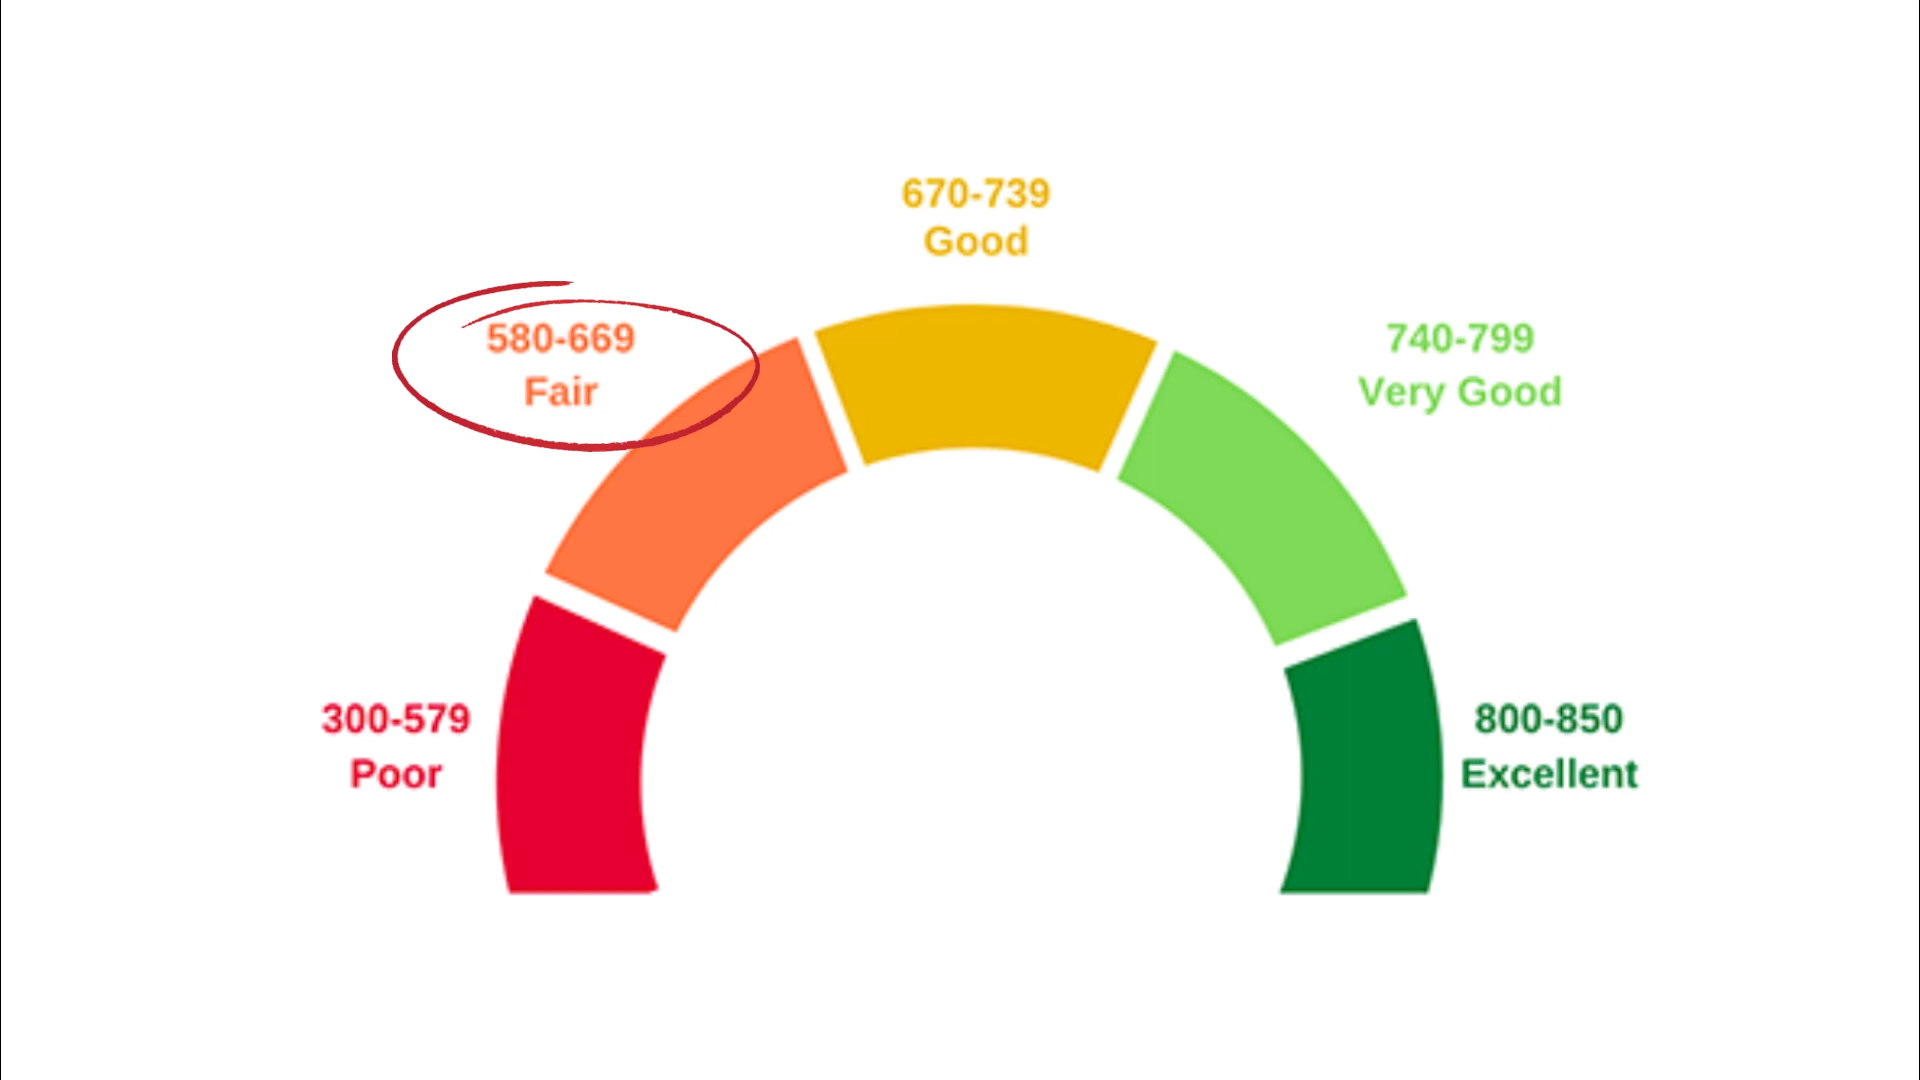 670-739
Good
580-669
Fair
740-799
Very Good
300-579
Poor
800-850
Excellent